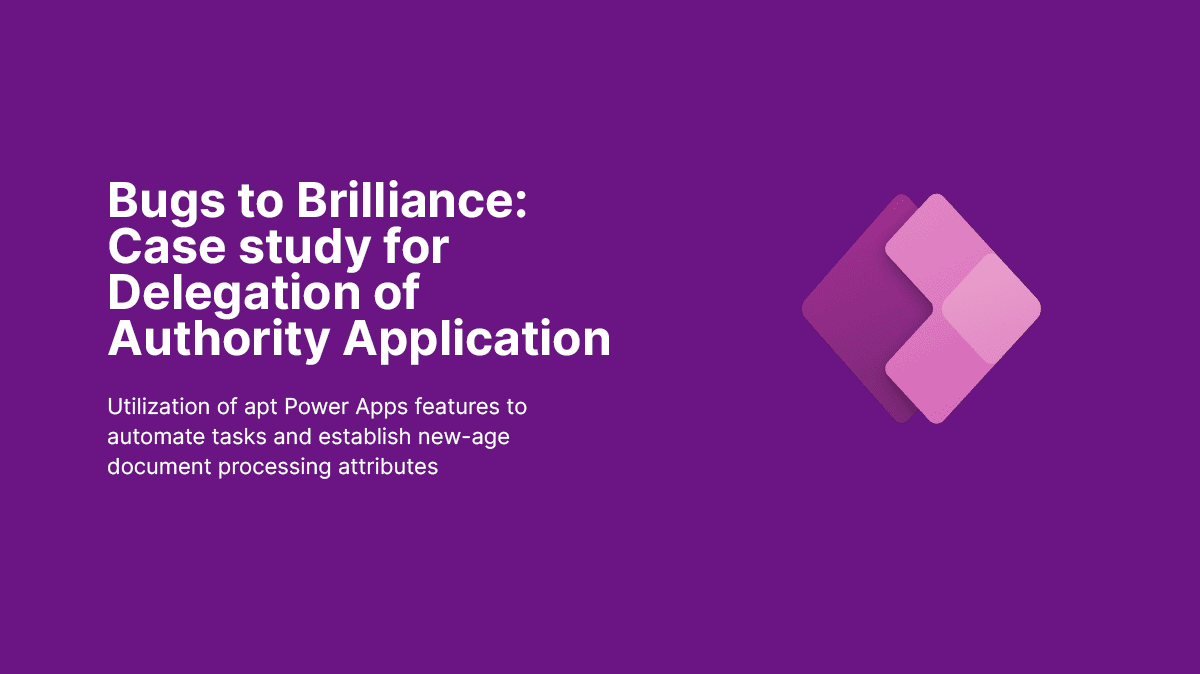 Bugs to Brilliance:
Case study for
Delegation of
Authority Application
Utilization of apt Power Apps features to
automate tasks and establish new-age
document processing attributes